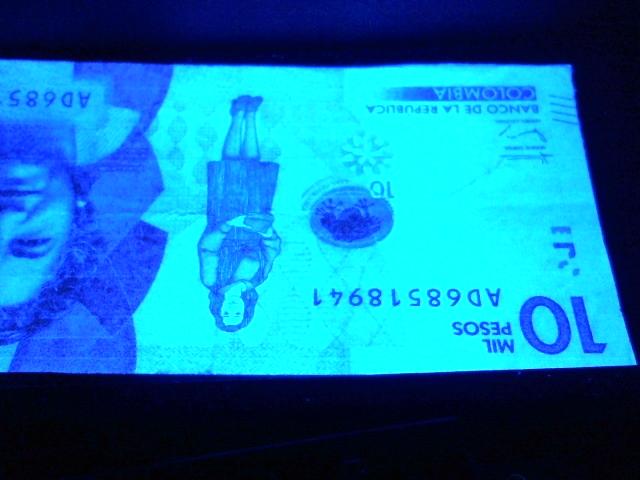 10
MIL
PESOS
AD68518941
10
BANCO DE LA REPUBLICA
COLOMBIA
AD685